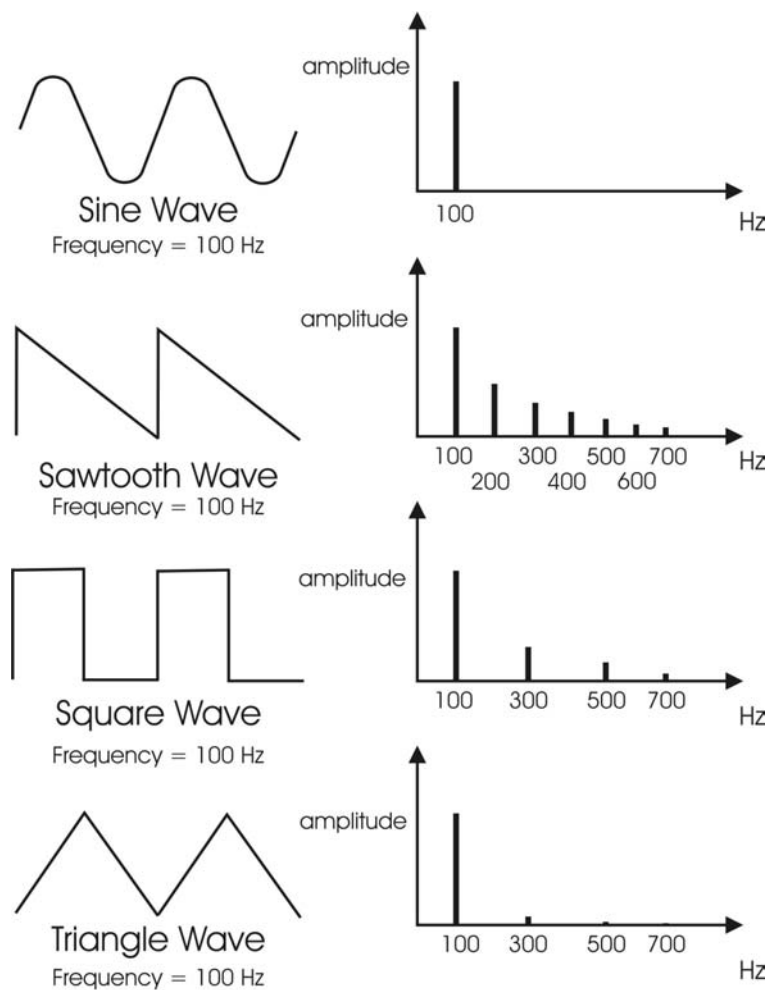 amplitude
100
Hz
Sine Wave
Frequency = 100 Hz
amplitude
100 300 500 700
200 400 600
Hz
Sawtooth Wave
Frequency = 100 Hz
amplitude
100 300 500 700
Hz
Square Wave
Frequency = 100 Hz
amplitude
100 300 500 700
Hz
Triangle Wave
Frequency = 100 Hz